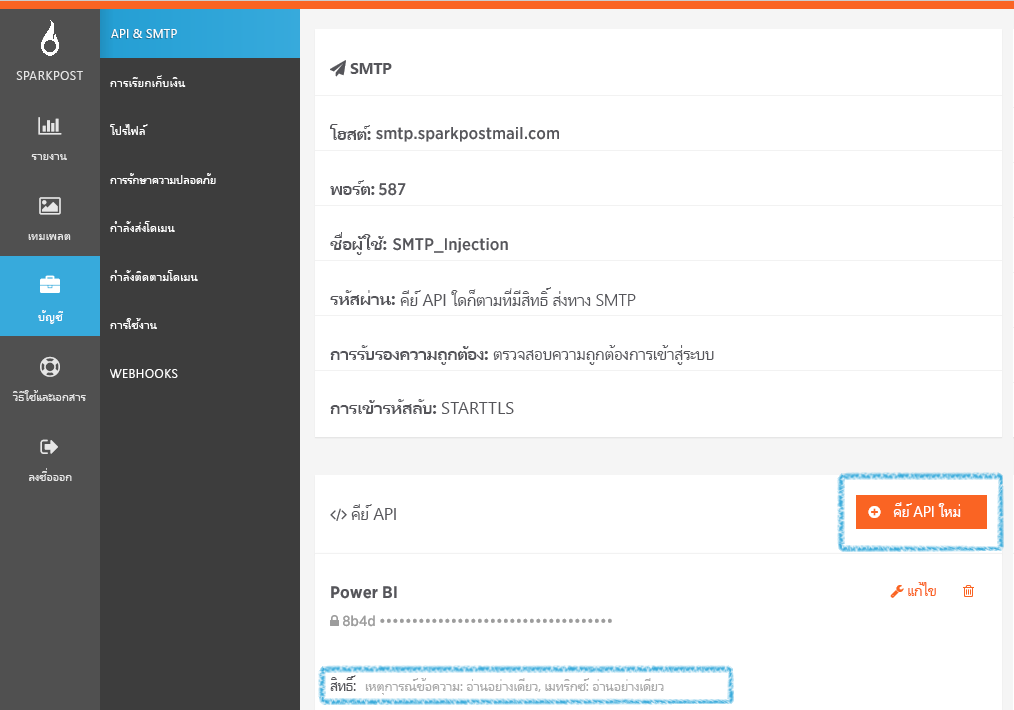 SPARKPOST
รายงาน
เทมเพลต
บัญชี
วิธีใช้และเอกสาร
ลงชื่อออก
API & SMTP
การเรียกเก็บเงิน
โปรไฟล์
การรักษาความปลอดภัย
กำลังส่งโดเมน
กำลังติดตามโดเมน
การใช้งาน
WEBHOOKS
SMTP
โฮสต์: smtp.sparkpostmail.com
พอร์ต: 587
ชื่อผู้ใช้: SMTP_Injection
รหัสผ่าน: คีย์ API ใดก็ตามที่มีสิทธิ์ ส่งทาง SMTP
การรับรองความถูกต้อง: ตรวจสอบความถูกต้องการเข้าสู่ระบบ
การเข้ารหัสลับ: STARTTLS
</> คีย์ API
คีย์ API ใหม่
Power BI
แก้ไข
8b4d ••••••••••••••••••••••••••••••••••••
สิทธิ์: เหตุการณ์ข้อความ: อ่านอย่างเดียว, เมทริกซ์: อ่านอย่างเดียว